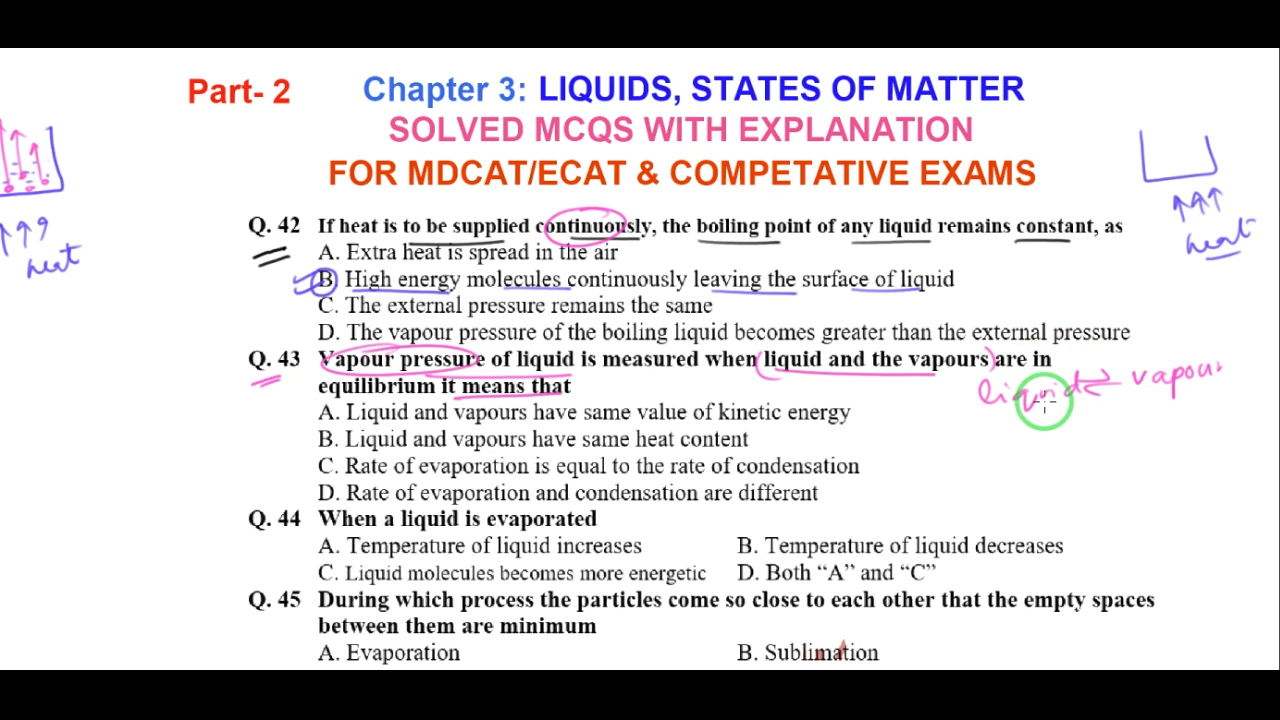 Part- 2
Chapter 3: LIQUIDS, STATES OF MATTER
SOLVED MCQS WITH EXPLANATION
FOR MDCAT/ECAT & COMPETATIVE EXAMS
heat
heat
Q. 42 If heat is to be supplied continuously, the boiling point of any liquid remains constant, as
A. Extra heat is spread in the air
B. High energy molecules continuously leaving the surface of liquid
C. The external pressure remains the same
D. The vapour pressure of the boiling liquid becomes greater than the external pressure
Q. 43 Vapour pressure of liquid is measured when liquid and the vapours are in
equilibrium it means that
liquid ⇌ vapour
A. Liquid and vapours have same value of kinetic energy
B. Liquid and vapours have same heat content
C. Rate of evaporation is equal to the rate of condensation
D. Rate of evaporation and condensation are different
Q. 44 When a liquid is evaporated
A. Temperature of liquid increases B. Temperature of liquid decreases
C. Liquid molecules becomes more energetic D. Both “A” and “C”
Q. 45 During which process the particles come so close to each other that the empty spaces
between them are minimum
A. Evaporation B. Sublimation